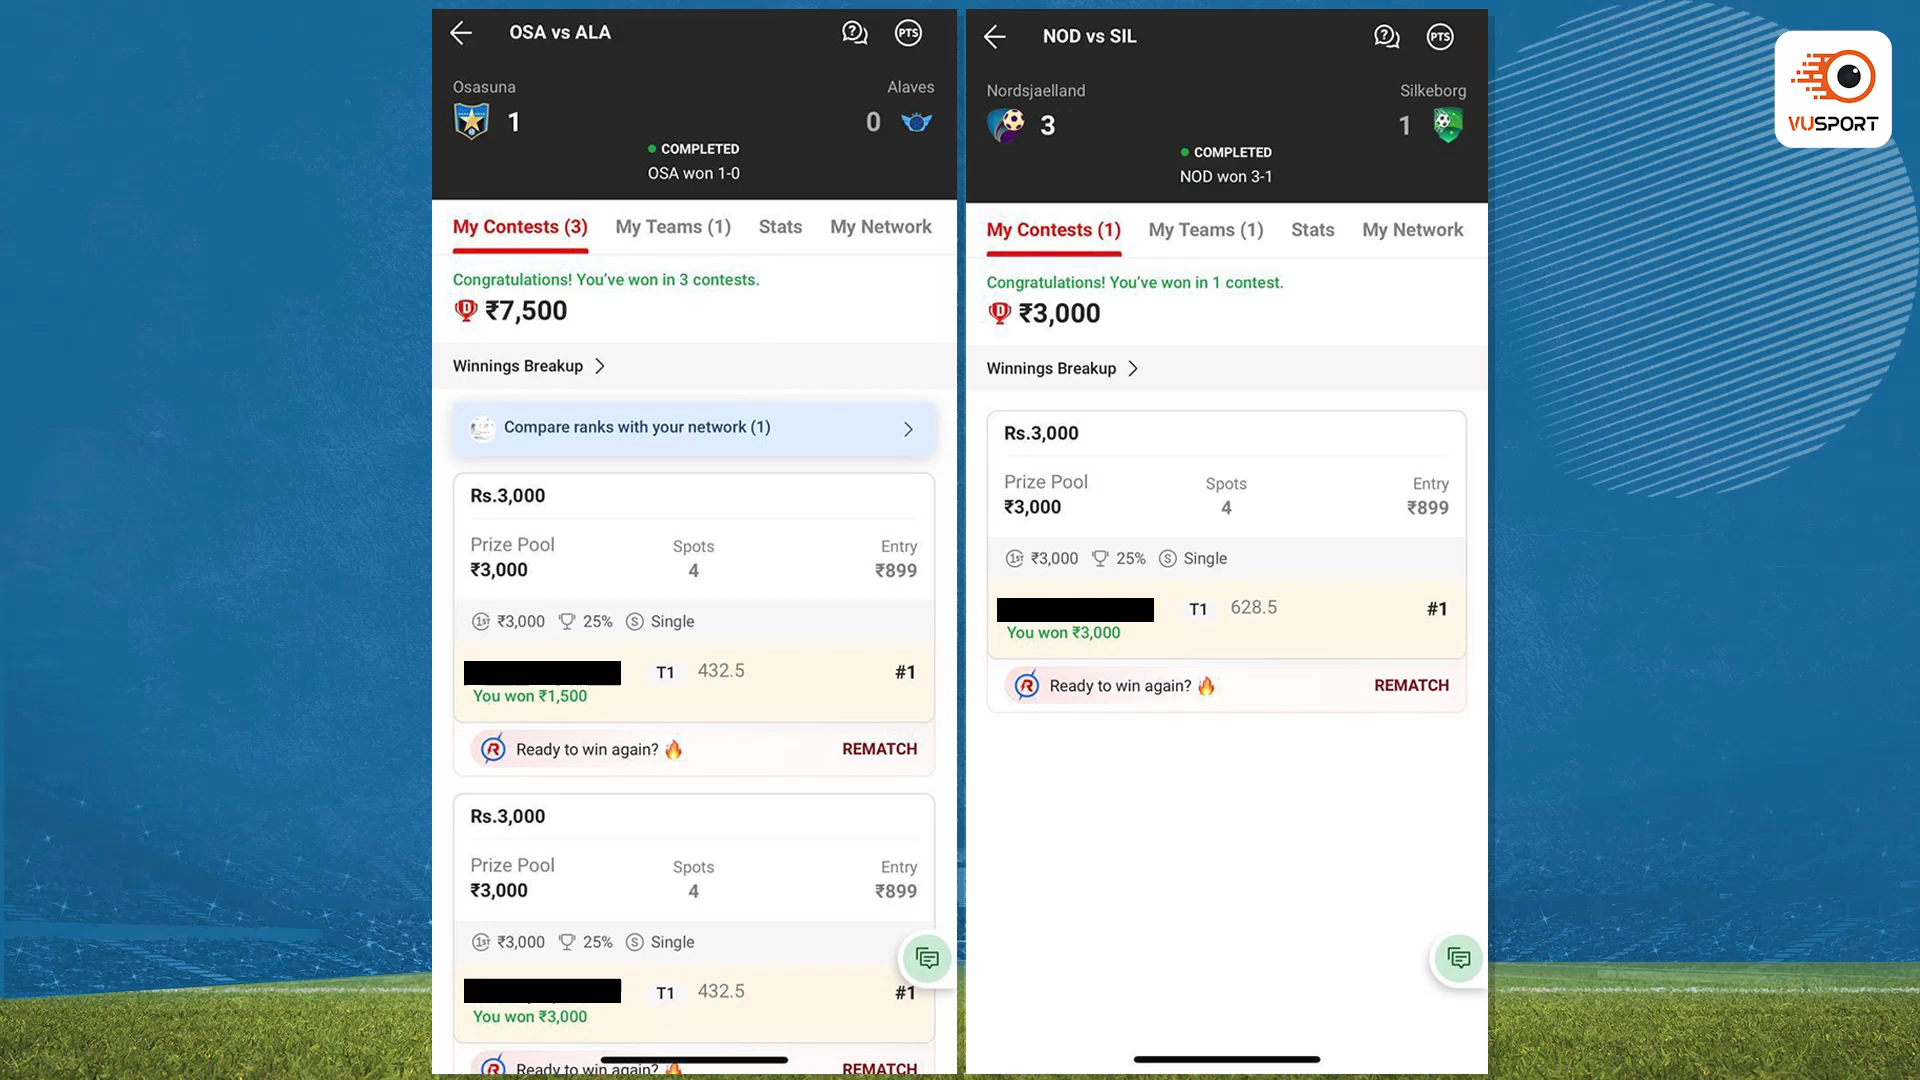 OSA vs ALA
PTS
Osasuna
Alaves
1
0
COMPLETED
OSA won 1-0
My Contests (3)
My Teams (1)
Stats
My Network
Congratulations! You've won in 3 contests.
₹7,500
Winnings Breakup
Compare ranks with your network (1)
Rs.3,000
Prize Pool
Spots
Entry
₹3,000
4
₹899
1st ₹3,000
25%
S Single
T1
432.5
#1
You won ₹1,500
R Ready to win again?
REMATCH
Rs.3,000
Prize Pool
Spots
Entry
₹3,000
4
₹899
1st ₹3,000
25%
S Single
T1
432.5
#1
You won ₹3,000
R Ready to win again?
REMATCH
NOD vs SIL
PTS
Nordsjaelland
Silkeborg
3
1
COMPLETED
NOD won 3-1
My Contests (1)
My Teams (1)
Stats
My Network
Congratulations! You've won in 1 contest.
₹3,000
Winnings Breakup
Rs.3,000
Prize Pool
Spots
Entry
₹3,000
4
₹899
1st ₹3,000
25%
S Single
T1
628.5
#1
You won ₹3,000
R Ready to win again?
REMATCH
VUSPORT